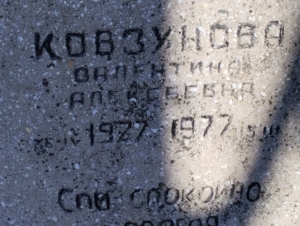 КОВЗУНОВА
ВАЛЕНТИНА
АЛЕКСЕЕВНА
1927 1977
СПИ СПОКОЙНО